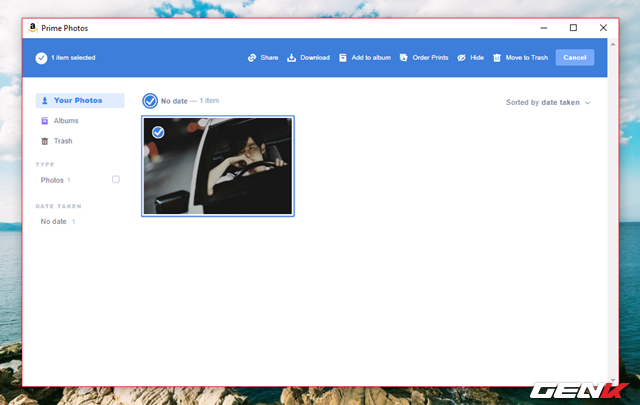 a Prime Photos
1 item selected Share Download Add to album Order Prints Hide Move to Trash Cancel
Your Photos
No date — 1 item
Sorted by date taken
Albums
Trash
TYPE
Photos 1
DATE TAKEN
No date 1
GENK